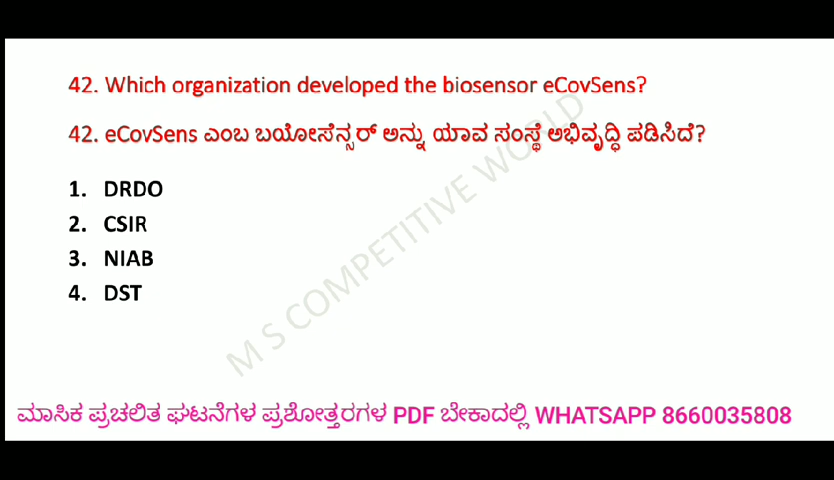 42. Which organization developed the biosensor eCovSens?
42. eCovSens ಎಂಬ ಬಯೋಸೆನ್ಸರ್ ಅನ್ನು ಯಾವ ಸಂಸ್ಥೆ ಅಭಿವೃದ್ಧಿ ಪಡಿಸಿದೆ?
1. DRDO
2. CSIR
3. NIAB
4. DST
M S COMPETITIVE WORLD
ಮಾಸಿಕ ಪ್ರಚಲಿತ ಘಟನೆಗಳ ಪ್ರಶೋತ್ತರಗಳ PDF ಬೇಕಾದಲ್ಲಿ WHATSAPP 8660035808